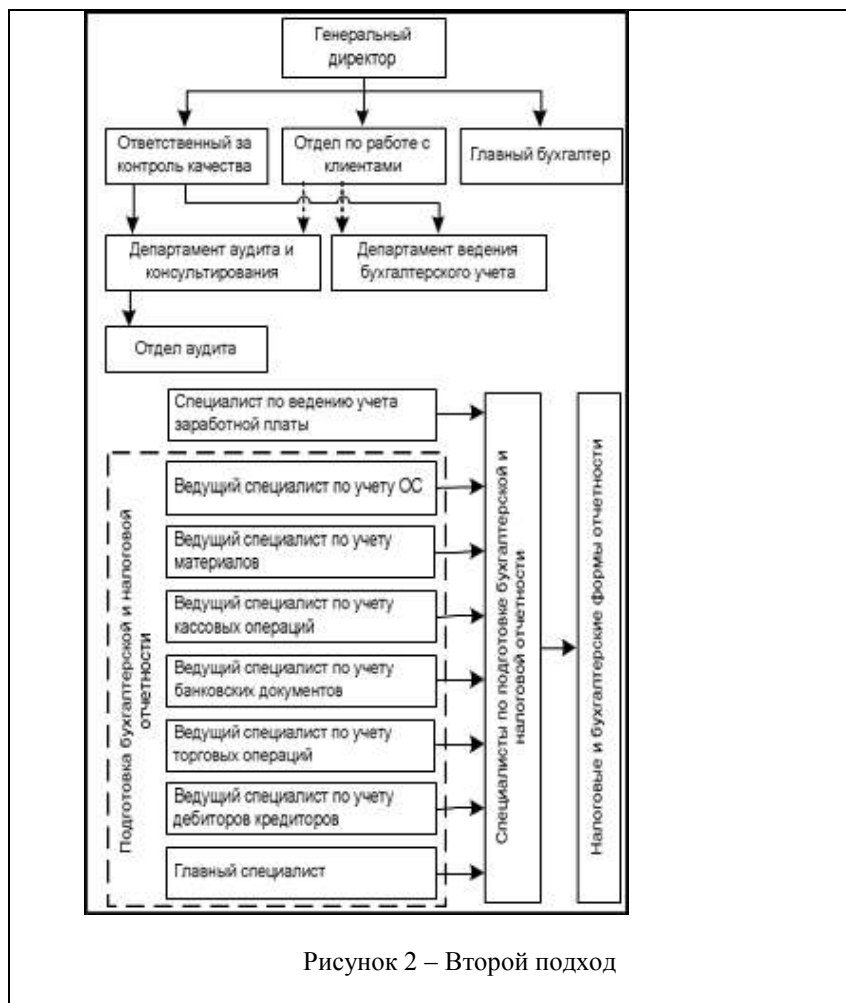 Генеральный
директор
Ответственный за
контроль качества
Отдел по работе с
клиентами
Главный бухгалтер
Департамент аудита и
консультирования
Департамент ведения
бухгалтерского учета
Отдел аудита
Подготовка бухгалтерской и налоговой
отчетности
Специалист по ведению учета
заработной платы
Ведущий специалист по учету ОС
Ведущий специалист по учету
материалов
Ведущий специалист по учету
кассовых операций
Ведущий специалист по учету
банковских документов
Ведущий специалист по учету
торговых операций
Ведущий специалист по учету
дебиторов кредиторов
Главный специалист
Специалисты по подготовке бухгалтерской и
налоговой отчетности
Налоговые и бухгалтерские формы отчетности
Рисунок 2 – Второй подход